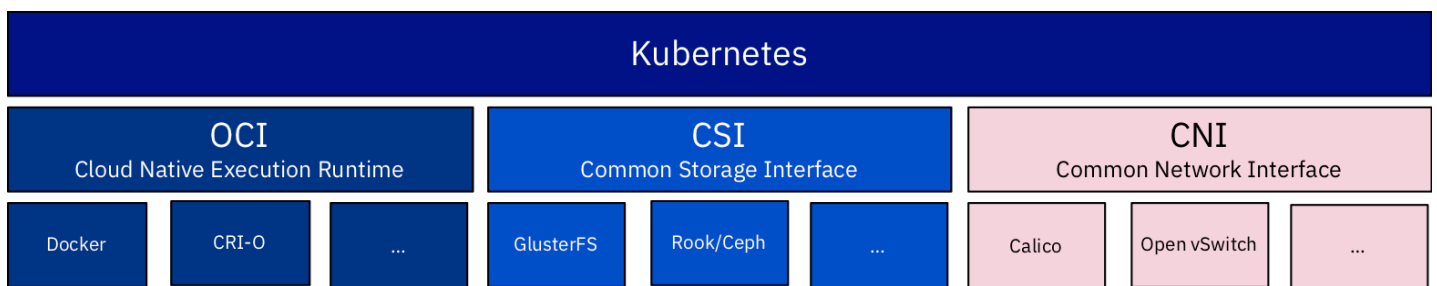 Kubernetes
OCI
Cloud Native Execution Runtime
CSI
Common Storage Interface
CNI
Common Network Interface
Docker
CRI-O
...
GlusterFS
Rook/Ceph
...
Calico
Open vSwitch
...